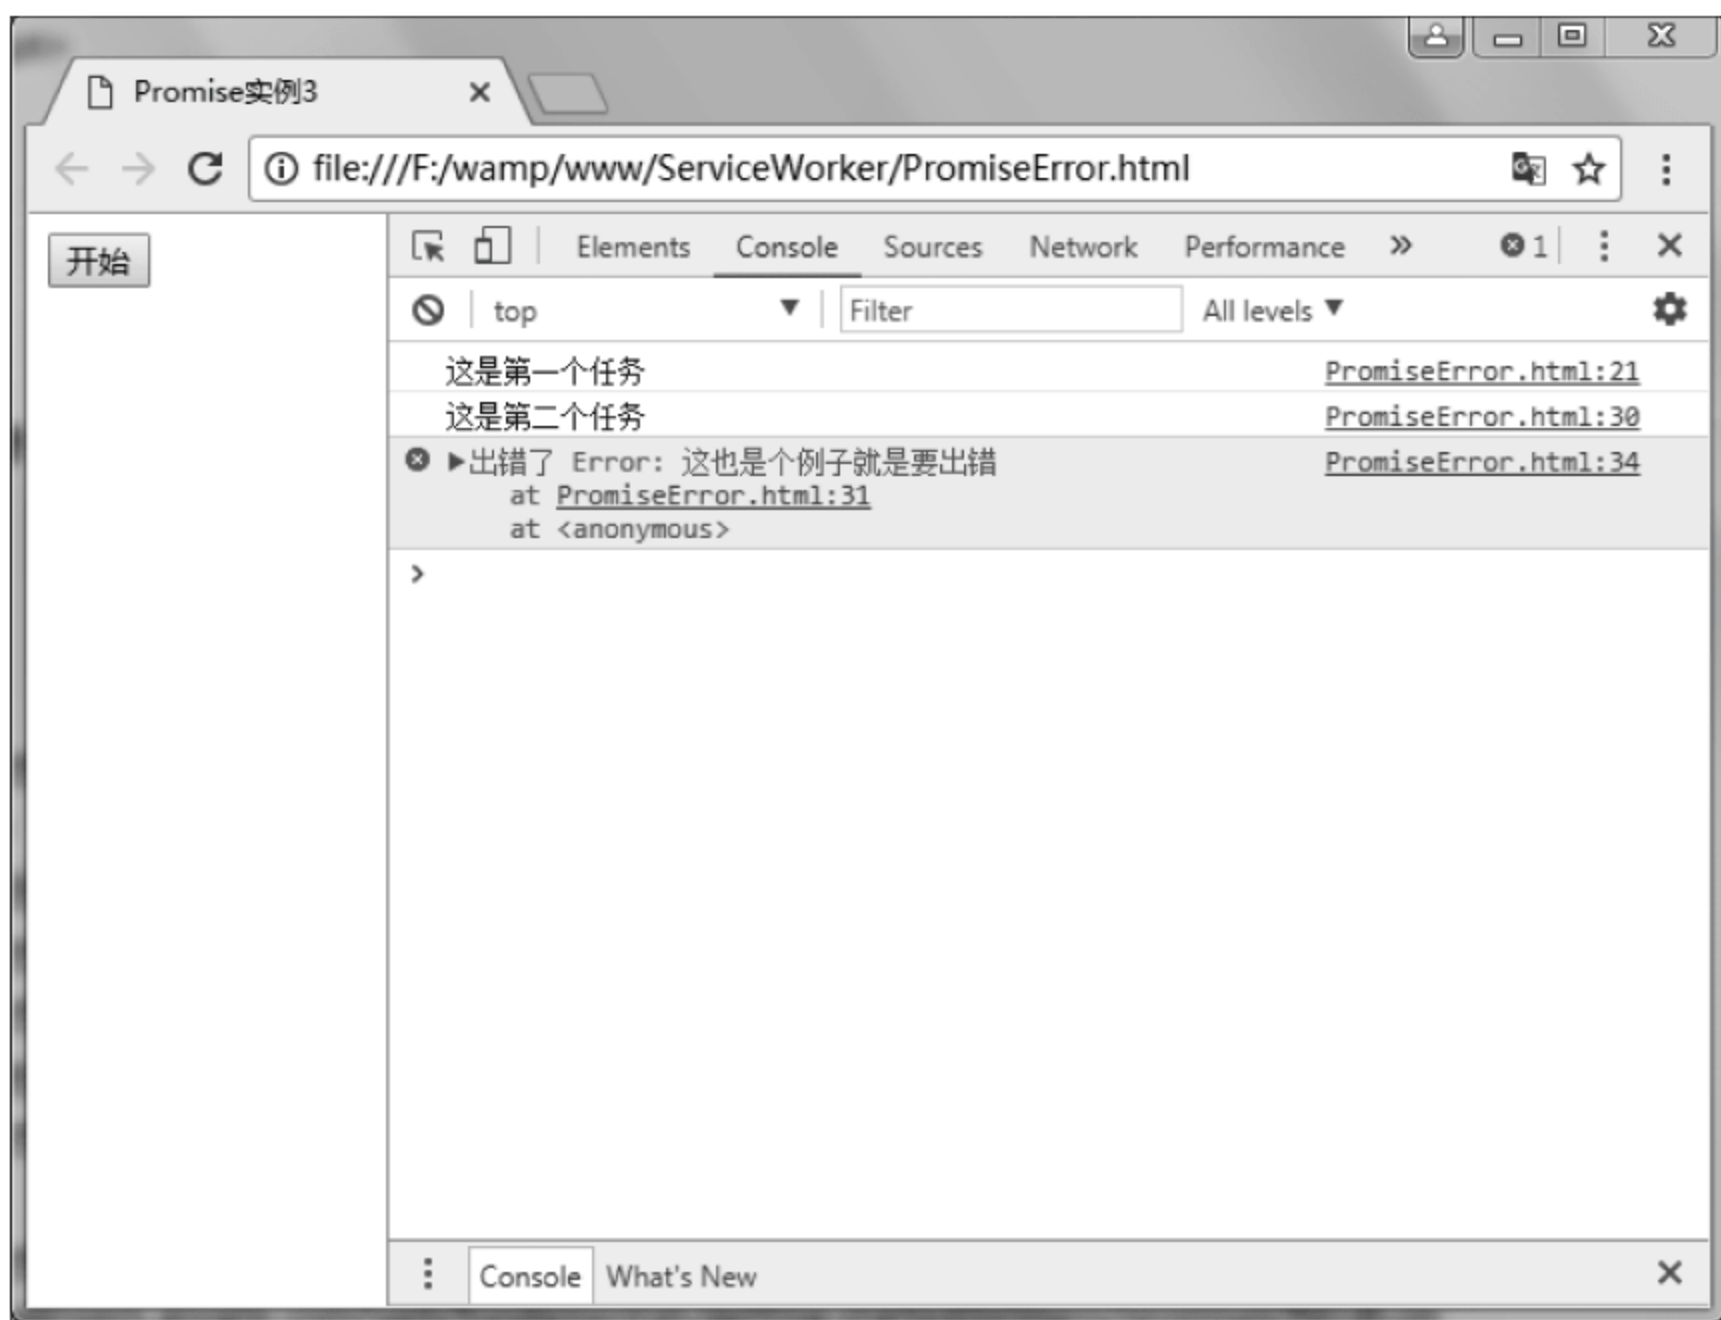 Promise实例3
file:///F:/wamp/www/ServiceWorker/PromiseError.html
开始
Elements Console Sources Network Performance » 1
top Filter All levels
这是第一个任务 PromiseError.html:21
这是第二个任务 PromiseError.html:30
出错了 Error: 这也是个例子就是要出错 PromiseError.html:34
at PromiseError.html:31
at <anonymous>
>
Console What's New